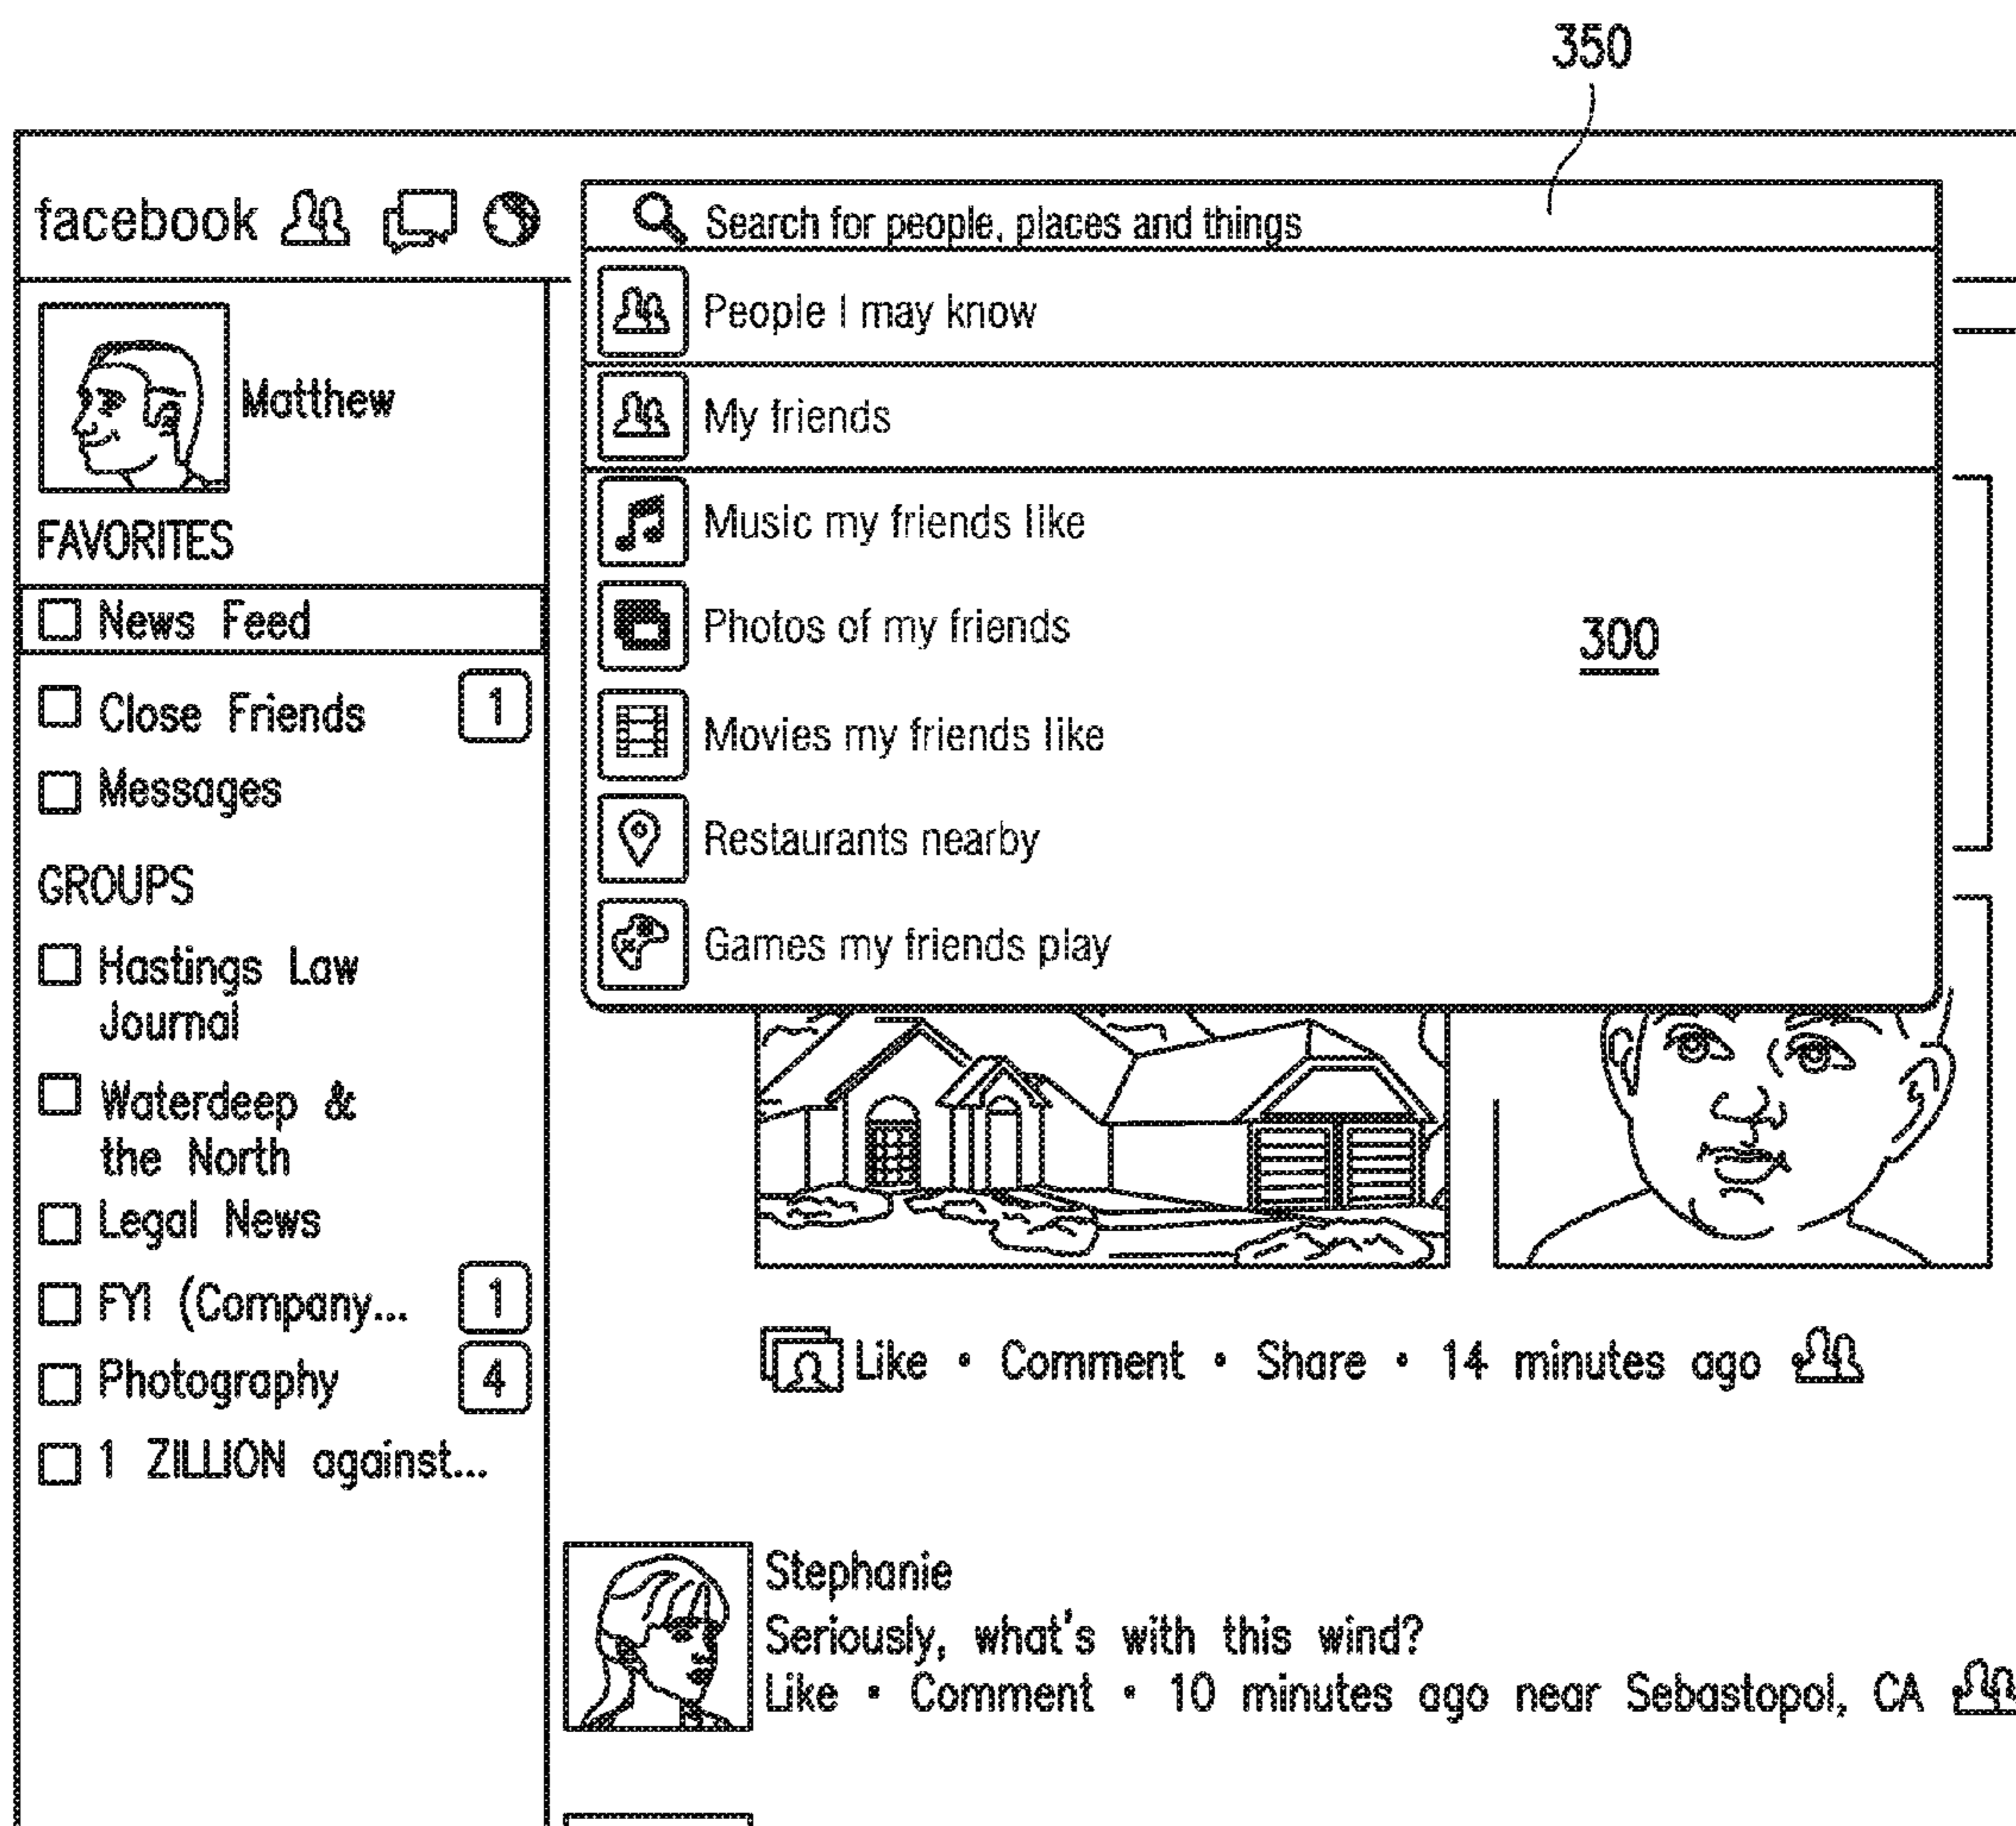 350
facebook
Search for people, places and things
People I may know
My friends
Music my friends like
Photos of my friends
300
Movies my friends like
Restaurants nearby
Games my friends play
Matthew
FAVORITES
News Feed
Close Friends 1
Messages
GROUPS
Hastings Law
Journal
Waterdeep &
the North
Legal News
FYI (Company... 1
Photography 4
1 ZILLION against...
Like • Comment • Share • 14 minutes ago
Stephanie
Seriously, what's with this wind?
Like • Comment • 10 minutes ago near Sebastopol, CA